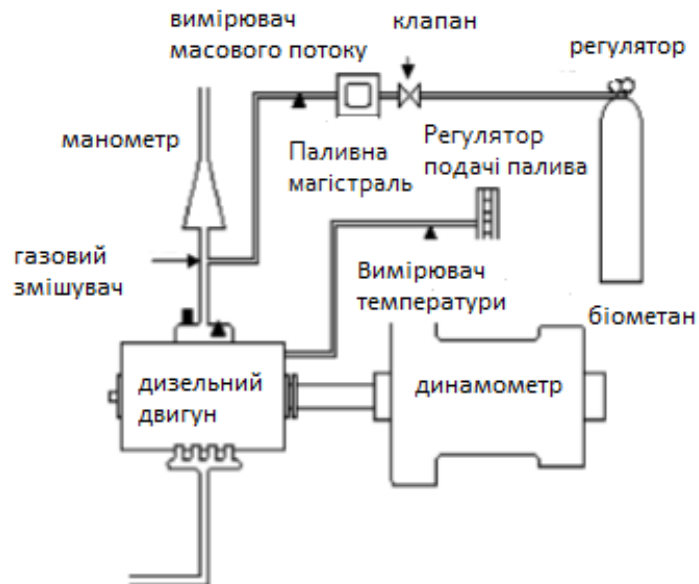 вимірювач
масового потоку
клапан
регулятор
манометр
Паливна
магістраль
Регулятор
подачі палива
газовий
змішувач
Вимірювач
температури
біометан
дизельний
двигун
динамометр